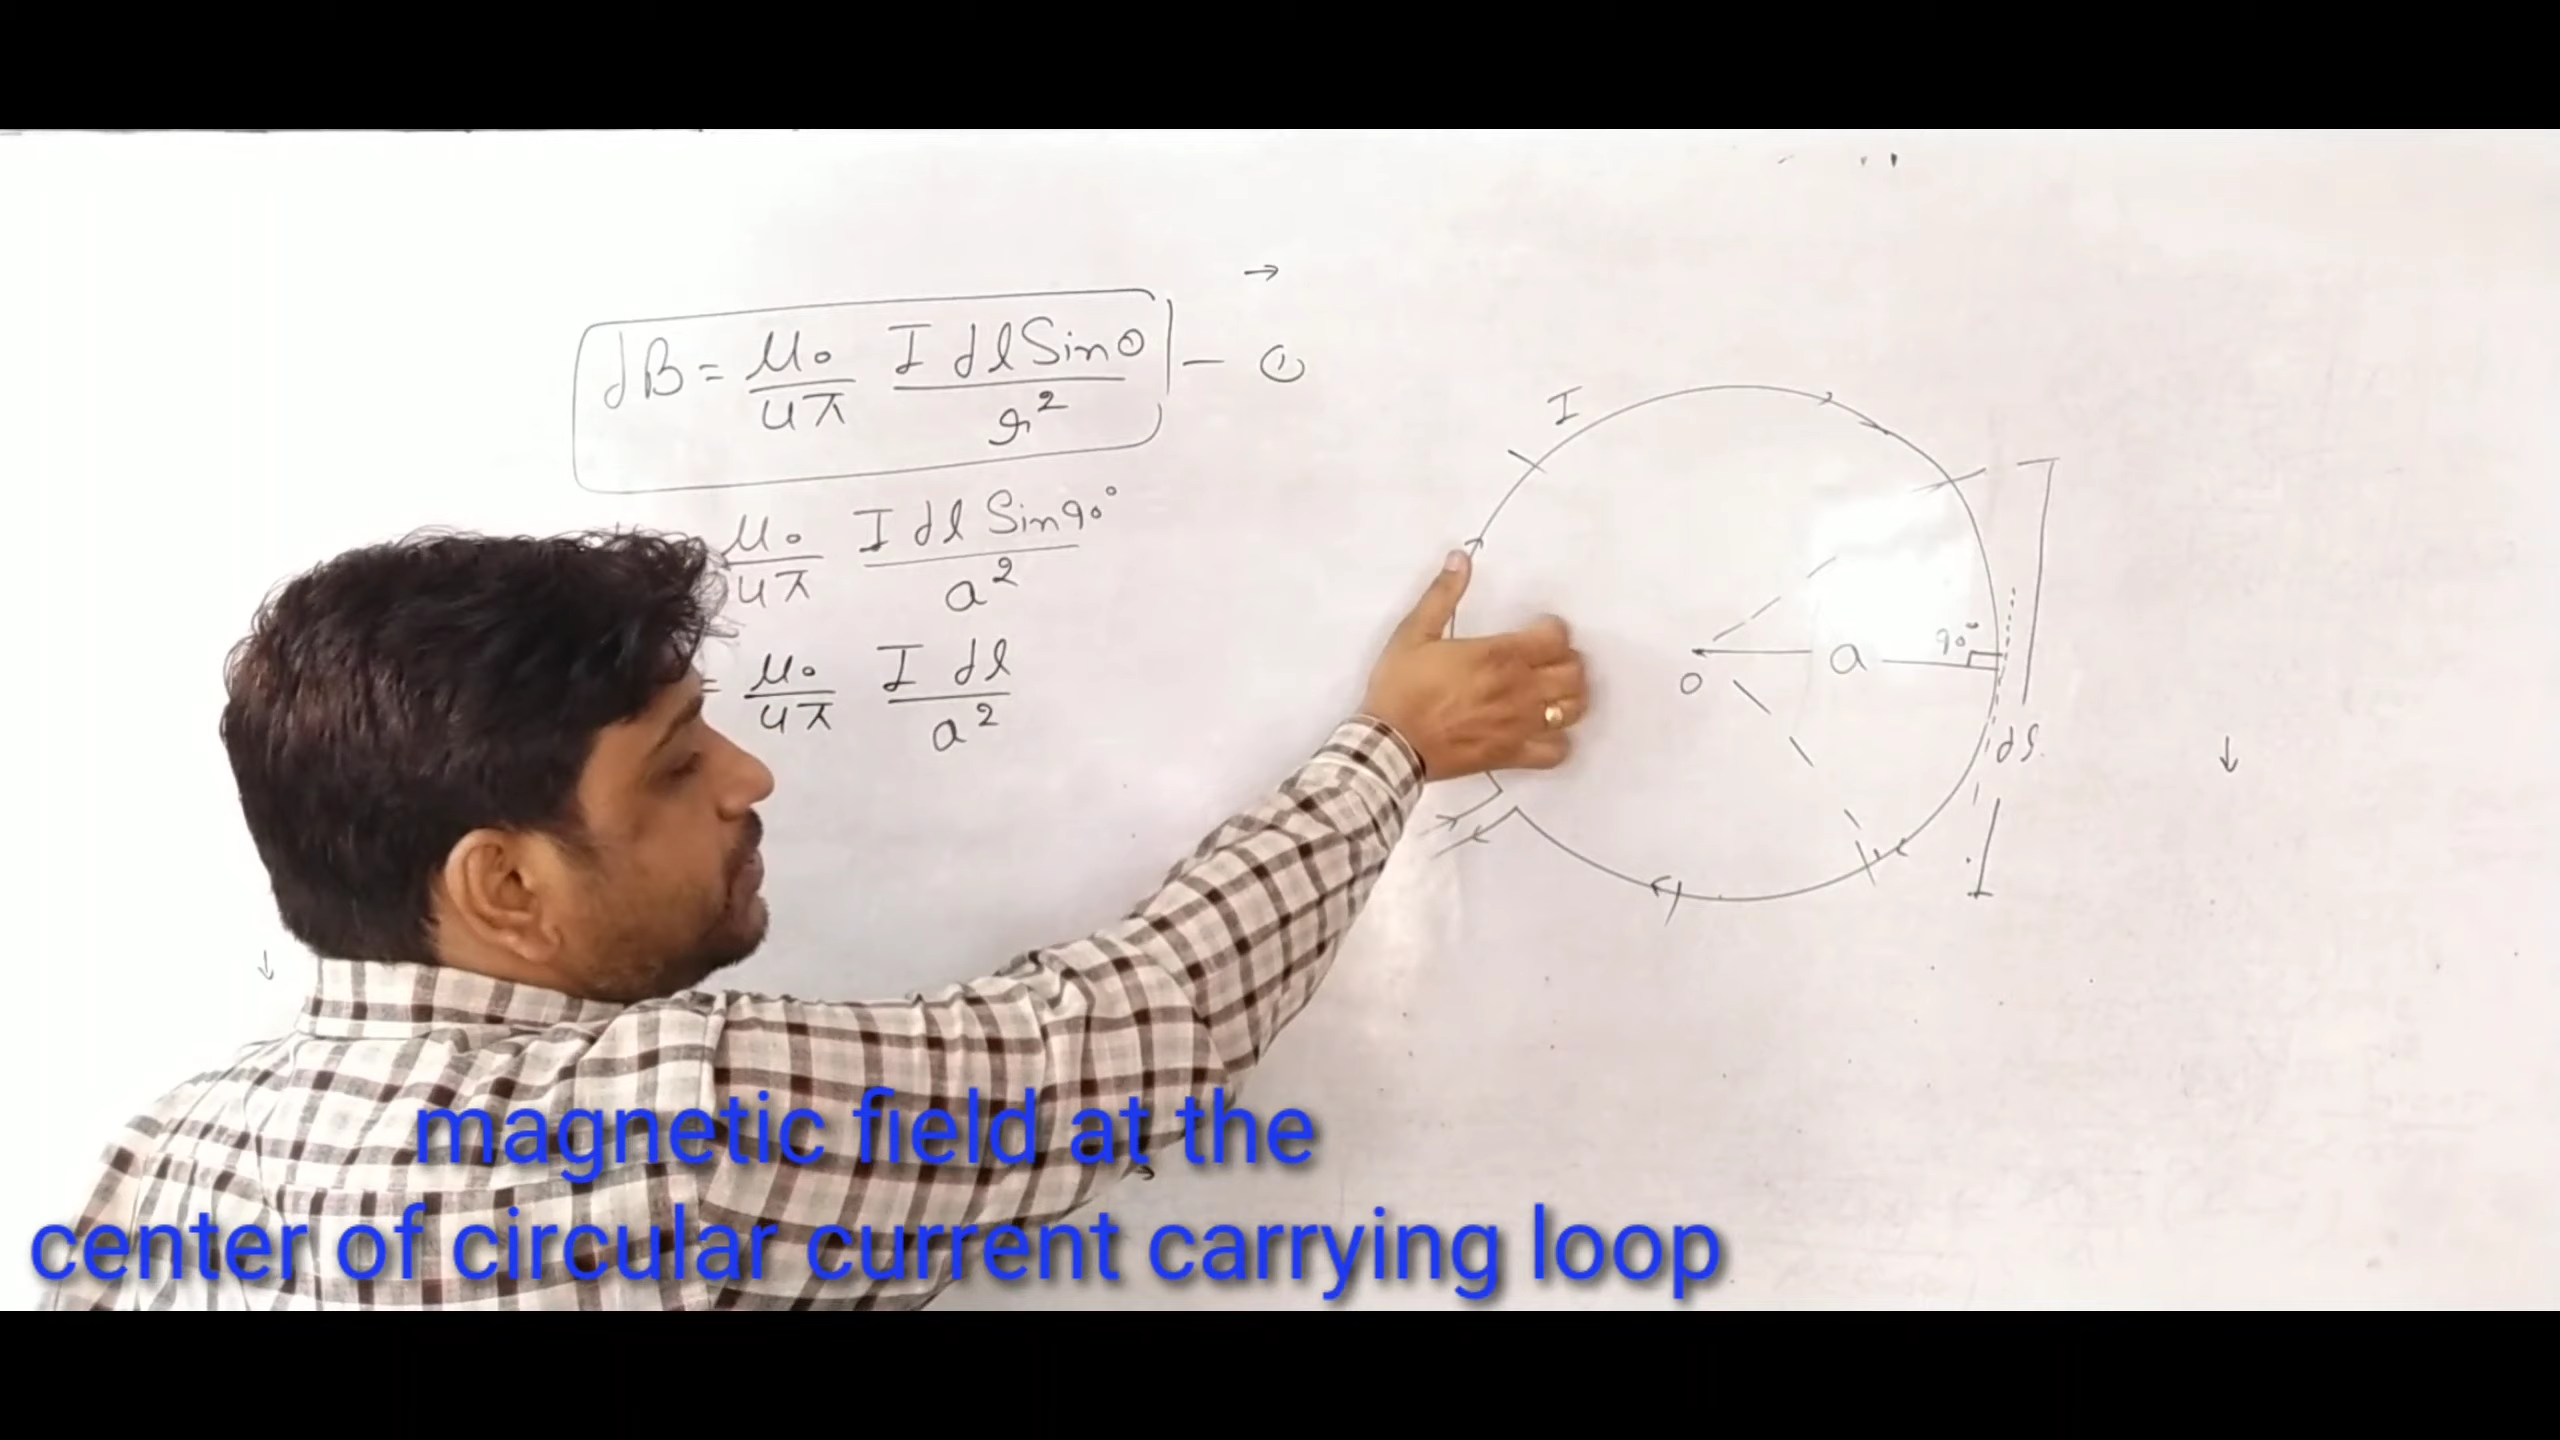 dB = μ₀/4π I dl Sinθ/r² — ①
μ₀/4π I dl Sin90°/a²
= μ₀/4π I dl/a²
I
90°
a
O
dl
magnetic field at the
center of circular current carrying loop